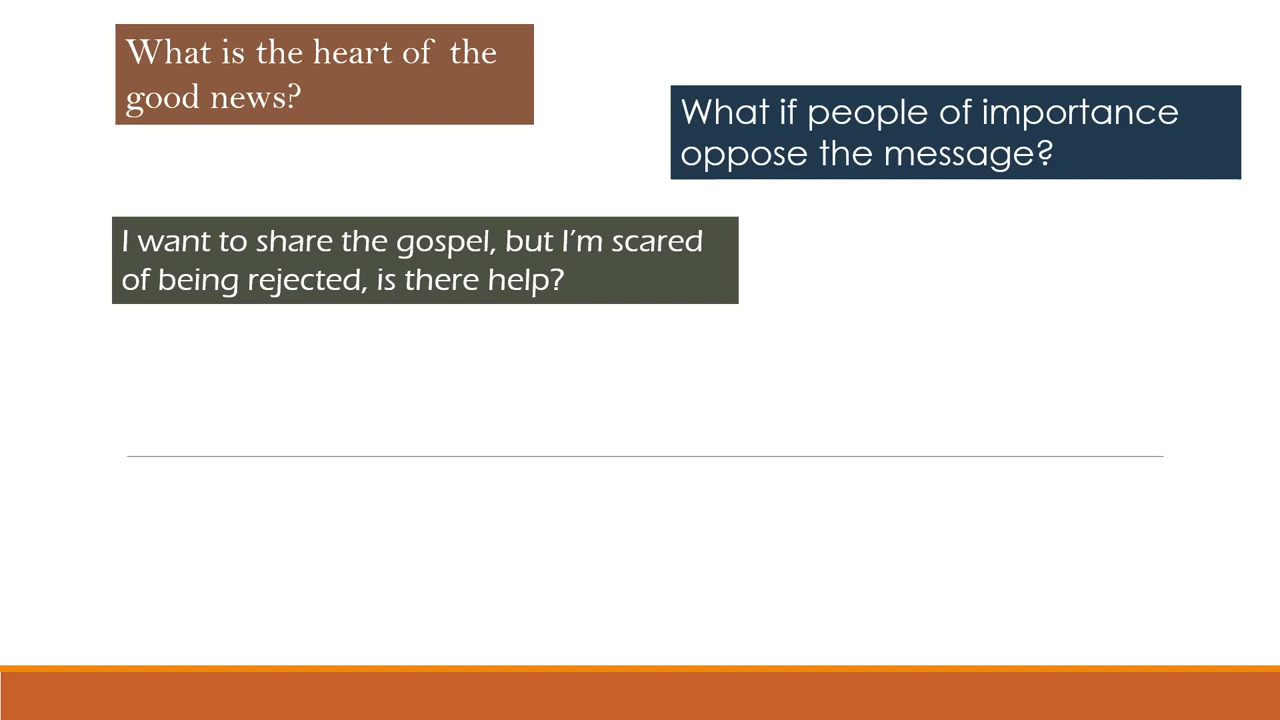 What is the heart of the
good news?
What if people of importance
oppose the message?
I want to share the gospel, but I'm scared
of being rejected, is there help?